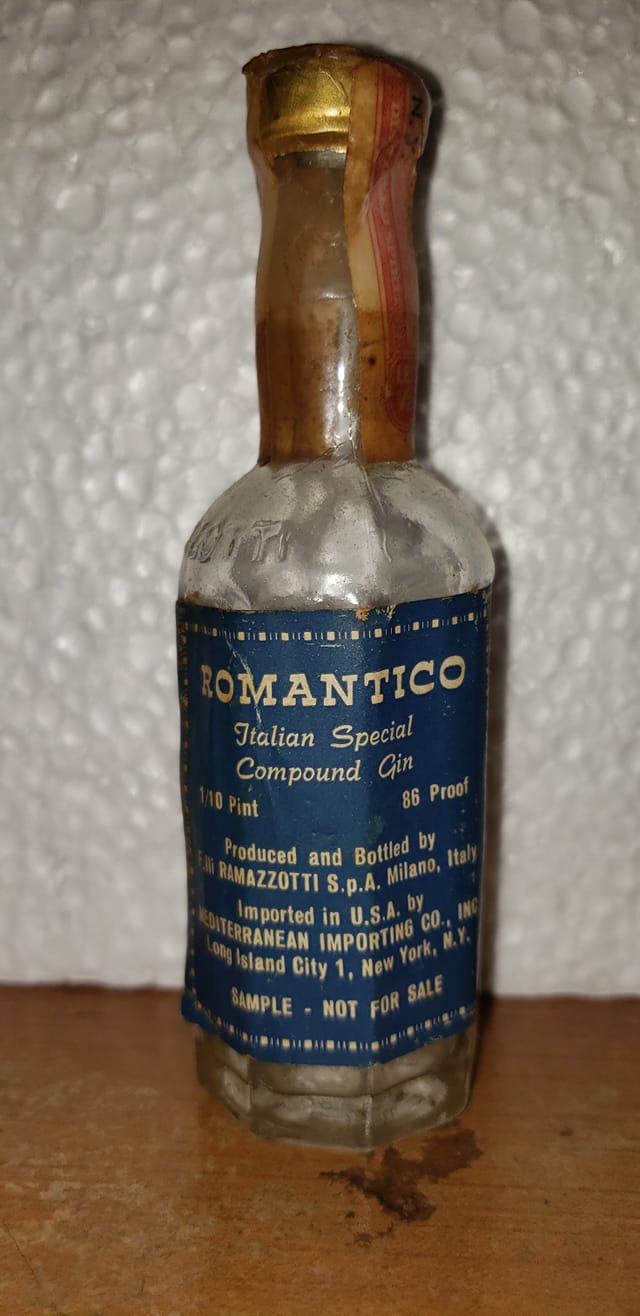 OTTI
ROMANTICO
Italian Special
Compound Gin
1/10 Pint 86 Proof
Produced and Bottled by
F.lli RAMAZZOTTI S.p.A. Milano, Italy
Imported in U.S.A. by
MEDITERRANEAN IMPORTING CO., INC
Long Island City 1, New York, N.Y.
SAMPLE - NOT FOR SALE